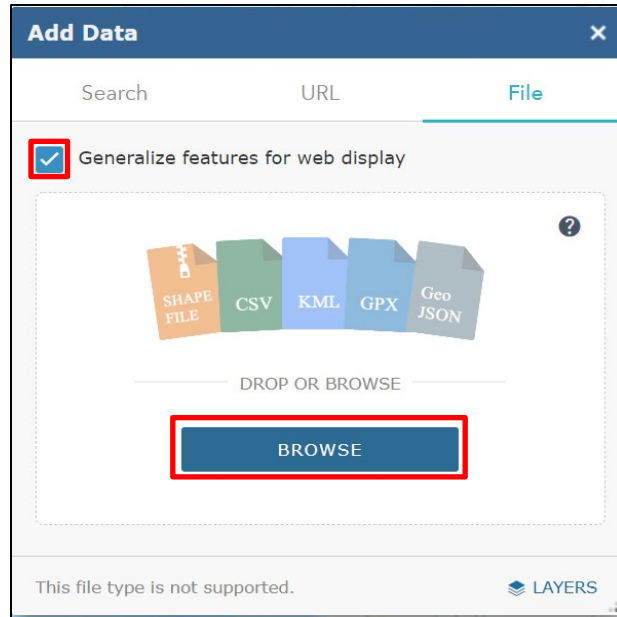 Add Data
Search URL File
Generalize features for web display
SHAPE FILE CSV KML GPX Geo JSON
DROP OR BROWSE
BROWSE
This file type is not supported. LAYERS